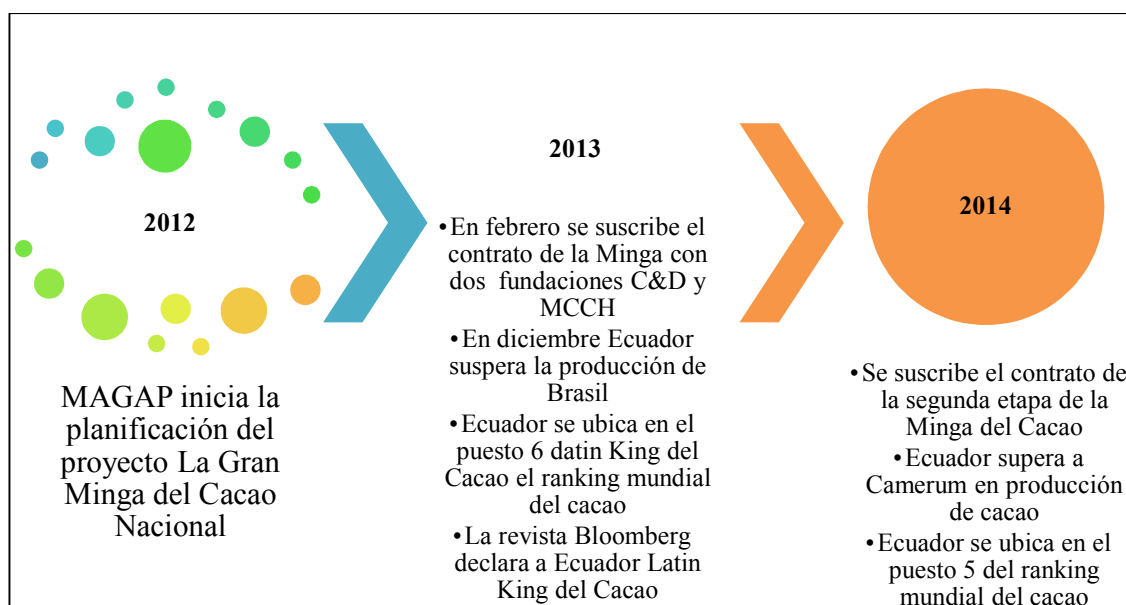 2012
MAGAP inicia la
planificación del
proyecto La Gran
Minga del Cacao
Nacional
2013
•En febrero se suscribe el
contrato de la Minga con
dos fundaciones C&D y
MCCH
•En diciembre Ecuador
suspera la producción de
Brasil
•Ecuador se ubica en el
puesto 6 datin King del
Cacao el ranking mundial
del cacao
•La revista Bloomberg
declara a Ecuador Latin
King del Cacao
2014
•Se suscribe el contrato de
la segunda etapa de la
Minga del Cacao
•Ecuador supera a
Camerum en producción
de cacao
•Ecuador se ubica en el
puesto 5 del ranking
mundial del cacao